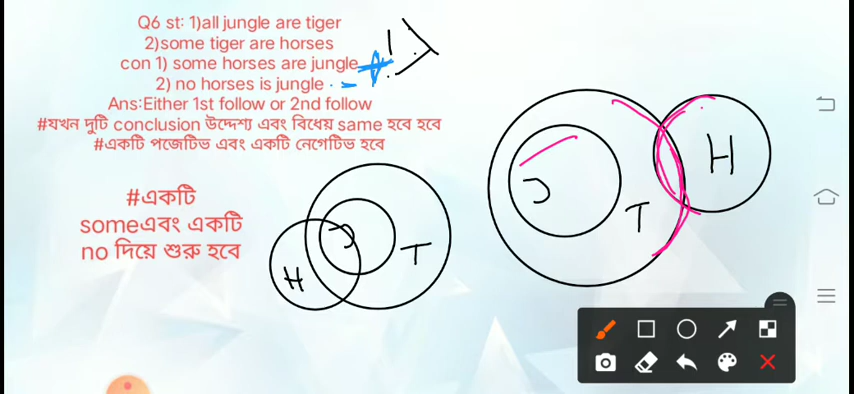 Q6 st: 1)all jungle are tiger
2)some tiger are horses
con 1) some horses are jungle
2) no horses is jungle
Ans:Either 1st follow or 2nd follow
#যখন দুটি conclusion উদ্দেশ্য এবং বিধেয় same হবে হবে
#একটি পজেটিভ এবং একটি নেগেটিভ হবে
#একটি
someএবং একটি
no দিয়ে শুরু হবে
H
J
T
J
T
H